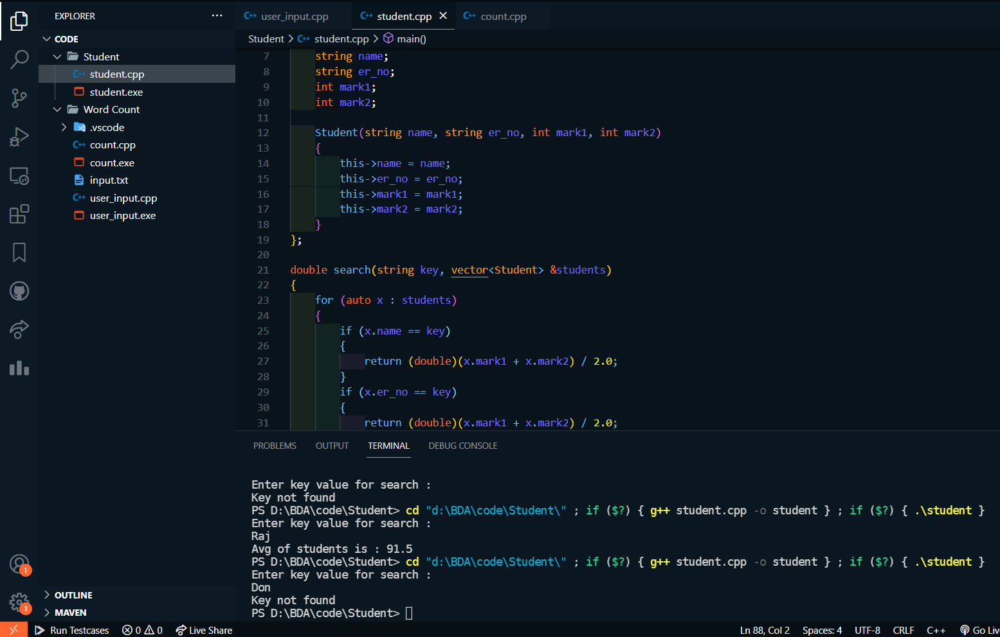 EXPLORER
CODE
Student
student.cpp
student.exe
Word Count
.vscode
count.cpp
count.exe
input.txt
user_input.cpp
user_input.exe
OUTLINE
MAVEN
user_input.cpp student.cpp count.cpp
Student > student.cpp > main()
7 string name;
8 string er_no;
9 int mark1;
10 int mark2;
11
12 Student(string name, string er_no, int mark1, int mark2)
13 {
14 this->name = name;
15 this->er_no = er_no;
16 this->mark1 = mark1;
17 this->mark2 = mark2;
18 }
19 };
20
21 double search(string key, vector<Student> &students)
22 {
23 for (auto x : students)
24 {
25 if (x.name == key)
26 {
27 return (double)(x.mark1 + x.mark2) / 2.0;
28 }
29 if (x.er_no == key)
30 {
31 return (double)(x.mark1 + x.mark2) / 2.0;
PROBLEMS OUTPUT TERMINAL DEBUG CONSOLE
Enter key value for search :
Key not found
PS D:\BDA\code\Student> cd "d:\BDA\code\Student\" ; if ($?) { g++ student.cpp -o student } ; if ($?) { .\student }
Enter key value for search :
Raj
Avg of students is : 91.5
PS D:\BDA\code\Student> cd "d:\BDA\code\Student\" ; if ($?) { g++ student.cpp -o student } ; if ($?) { .\student }
Enter key value for search :
Don
Key not found
PS D:\BDA\code\Student>
1
1
Run Testcases 0 0 Live Share Ln 88, Col 2 Spaces: 4 UTF-8 CRLF C++ Go Liv